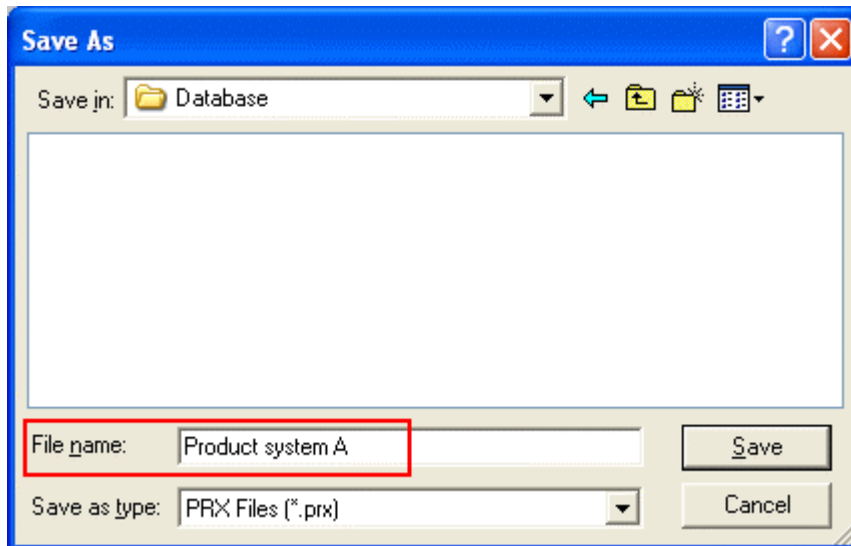 Save As
Save in: Database
File name: Product system A
Save
Save as type: PRX Files (*.prx)
Cancel